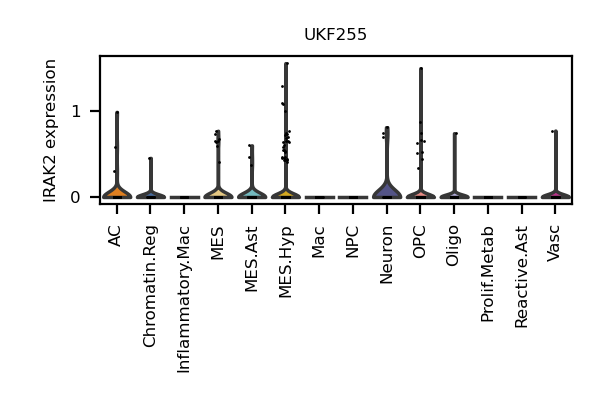 UKF255
IRAK2 expression
1
0
AC
Chromatin.Reg
Inflammatory.Mac
MES
MES.Ast
MES.Hyp
Mac
NPC
Neuron
OPC
Oligo
Prolif.Metab
Reactive.Ast
Vasc